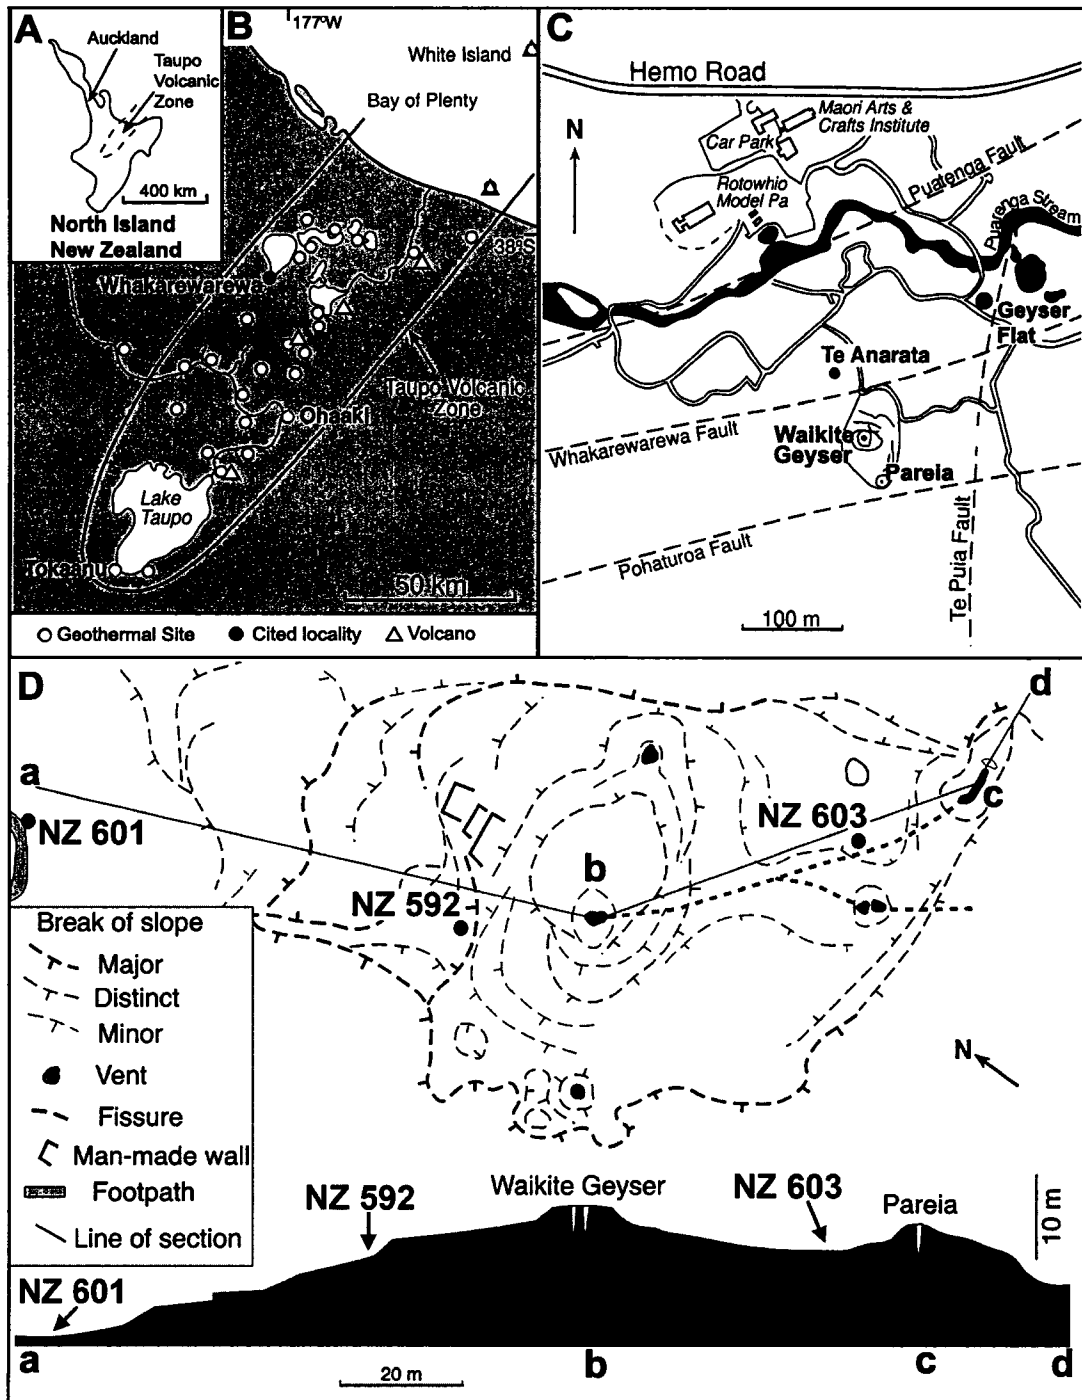 A
Auckland
Taupo
Volcanic
Zone
400 km
North Island
New Zealand
B
177°W
White Island
Bay of Plenty
38°S
Whakarewarewa
Taupo Volcanic
Zone
Ohaaki
Lake
Taupo
Tokaanu
50 km
Geothermal Site
Cited locality
Volcano
C
Hemo Road
N
Maori Arts &
Crafts Institute
Car Park
Rotowhio
Model Pa
Puatenga Fault
Puatenga Stream
Geyser
Flat
Te Anarata
Whakarewarewa Fault
Waikite
Geyser
Pareia
Pohaturoa Fault
Te Puia Fault
100 m
D
d
a
c
NZ 601
NZ 603
b
NZ 592
Break of slope
Major
Distinct
Minor
Vent
Fissure
Man-made wall
Footpath
Line of section
N
NZ 592
Waikite Geyser
NZ 603
Pareia
10 m
NZ 601
a
b
c
d
20 m